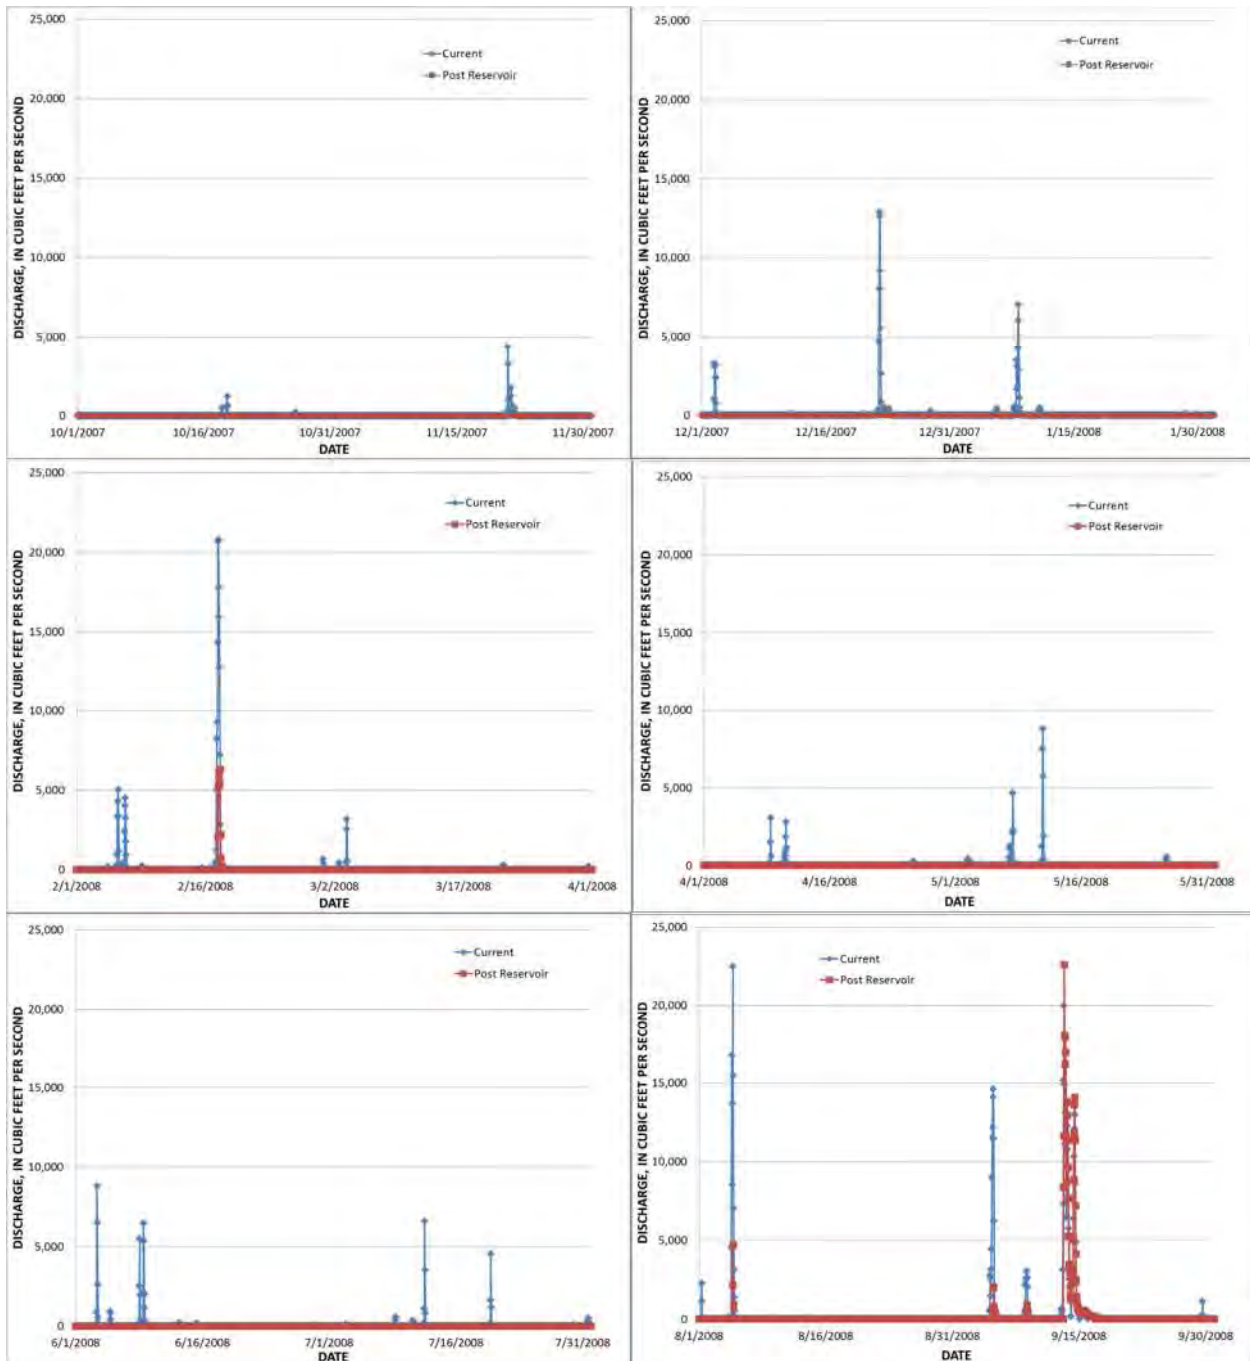 25,000
20,000
15,000
10,000
5,000
0
DISCHARGE, IN CUBIC FEET PER SECOND
Current
Post Reservoir
10/1/2007 10/16/2007 10/31/2007 11/15/2007 11/30/2007
DATE
25,000
20,000
15,000
10,000
5,000
0
DISCHARGE, IN CUBIC FEET PER SECOND
Current
Post Reservoir
12/1/2007 12/16/2007 12/31/2007 1/15/2008 1/30/2008
DATE
25,000
20,000
15,000
10,000
5,000
0
DISCHARGE, IN CUBIC FEET PER SECOND
Current
Post Reservoir
2/1/2008 2/16/2008 3/2/2008 3/17/2008 4/1/2008
DATE
25,000
20,000
15,000
10,000
5,000
0
DISCHARGE, IN CUBIC FEET PER SECOND
Current
Post Reservoir
4/1/2008 4/16/2008 5/1/2008 5/16/2008 5/31/2008
DATE
25,000
20,000
15,000
10,000
5,000
0
DISCHARGE, IN CUBIC FEET PER SECOND
Current
Post Reservoir
6/1/2008 6/16/2008 7/1/2008 7/16/2008 7/31/2008
DATE
25,000
20,000
15,000
10,000
5,000
0
DISCHARGE, IN CUBIC FEET PER SECOND
Current
Post Reservoir
8/1/2008 8/16/2008 8/31/2008 9/15/2008 9/30/2008
DATE